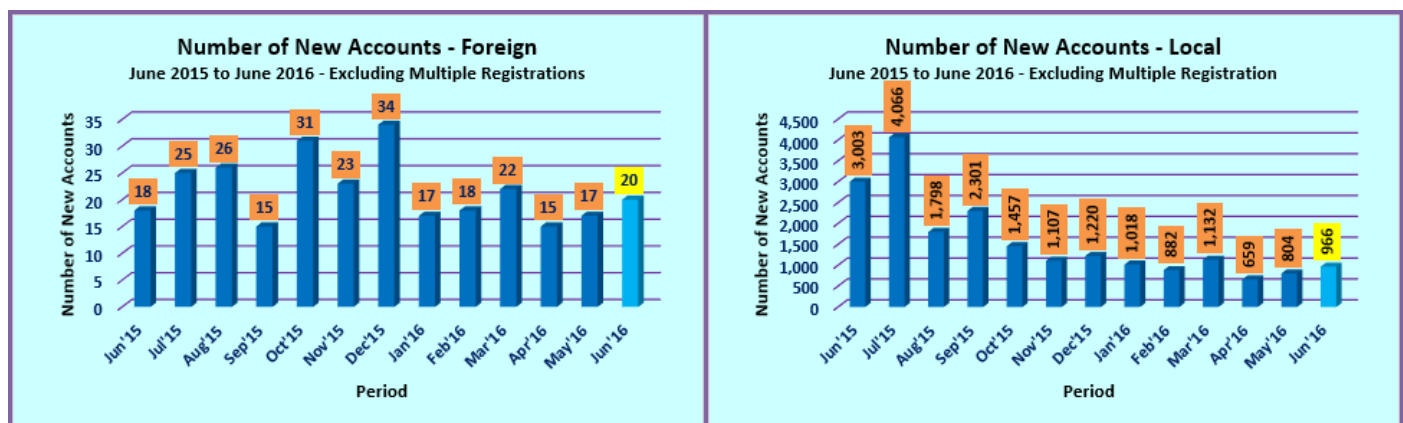 Number of New Accounts - Foreign
June 2015 to June 2016 - Excluding Multiple Registrations
Number of New Accounts
35
30
25
20
15
10
5
0
18
25
26
15
31
23
34
17
18
22
15
17
20
Jun'15
Jul'15
Aug'15
Sep'15
Oct'15
Nov'15
Dec'15
Jan'16
Feb'16
Mar'16
Apr'16
May'16
Jun'16
Period
Number of New Accounts - Local
June 2015 to June 2016 - Excluding Multiple Registration
Number of New Accounts
4,500
4,000
3,500
3,000
2,500
2,000
1,500
1,000
500
0
3,003
4,066
1,798
2,301
1,457
1,107
1,220
1,018
882
1,132
659
804
966
Jun'15
Jul'15
Aug'15
Sep'15
Oct'15
Nov'15
Dec'15
Jan'16
Feb'16
Mar'16
Apr'16
May'16
Jun'16
Period